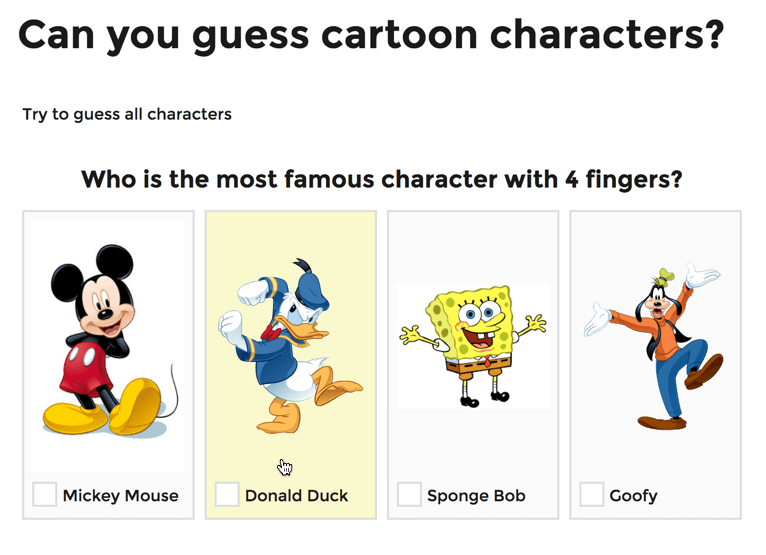 Can you guess cartoon characters?
Try to guess all characters
Who is the most famous character with 4 fingers?
Mickey Mouse
Donald Duck
Sponge Bob
Goofy